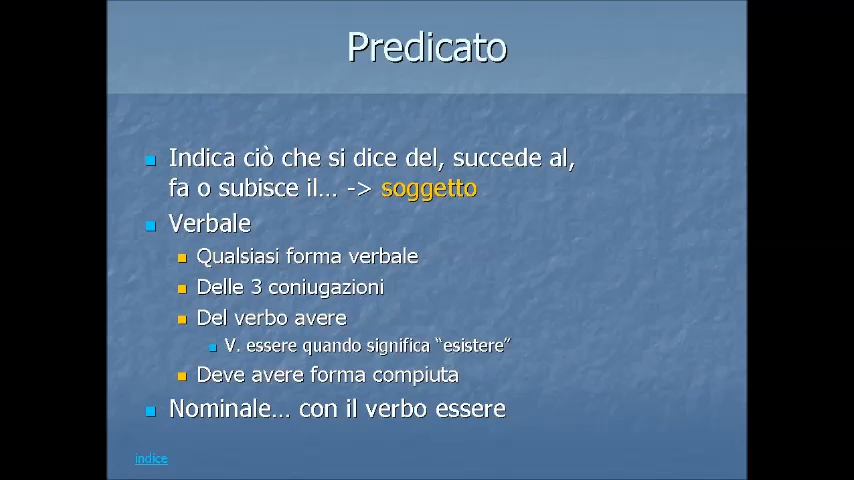 Predicato
Indica ciò che si dice del, succede al,
fa o subisce il… -> soggetto
Verbale
Qualsiasi forma verbale
Delle 3 coniugazioni
Del verbo avere
V. essere quando significa “esistere”
Deve avere forma compiuta
Nominale… con il verbo essere
indice